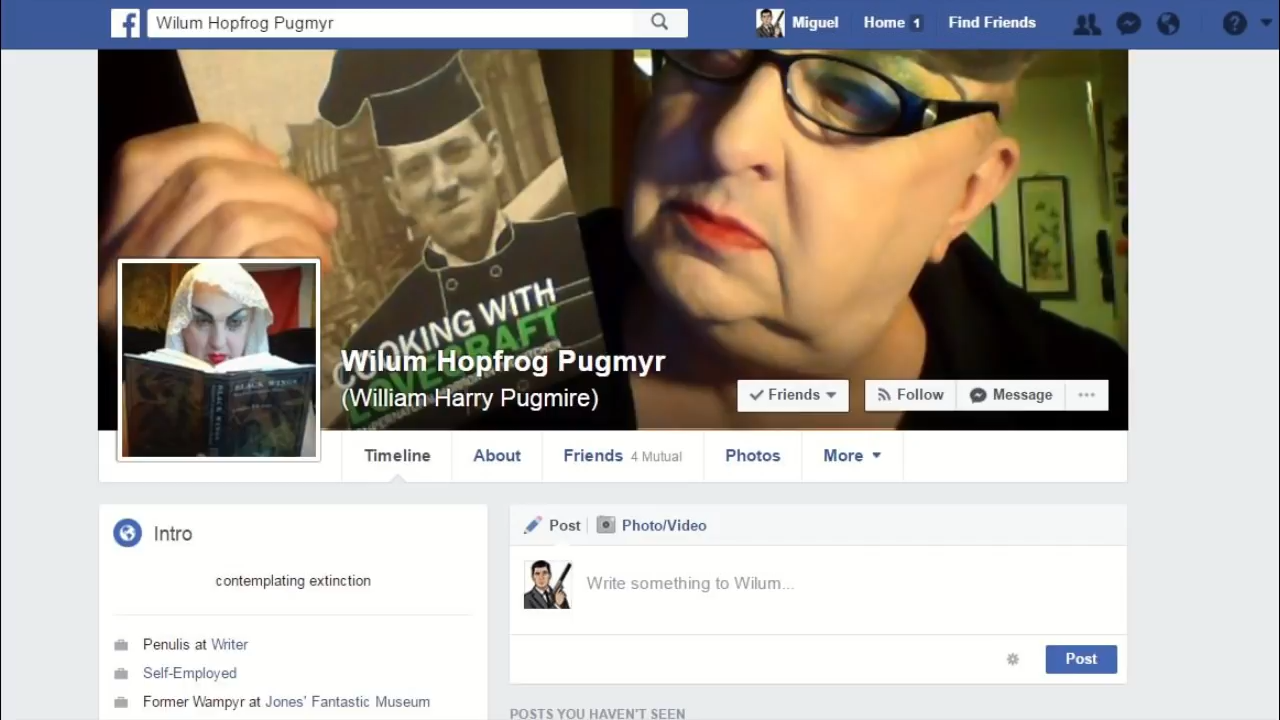 Wilum Hopfrog Pugmyr
Miguel
Home 1
Find Friends
COOKING WITH
LOVECRAFT
BLACK WINGS
Wilum Hopfrog Pugmyr
(William Harry Pugmire)
Friends
Follow
Message
Timeline
About
Friends 4 Mutual
Photos
More
Intro
contemplating extinction
Penulis at Writer
Self-Employed
Former Wampyr at Jones' Fantastic Museum
Post
Photo/Video
Write something to Wilum...
Post
POSTS YOU HAVEN'T SEEN